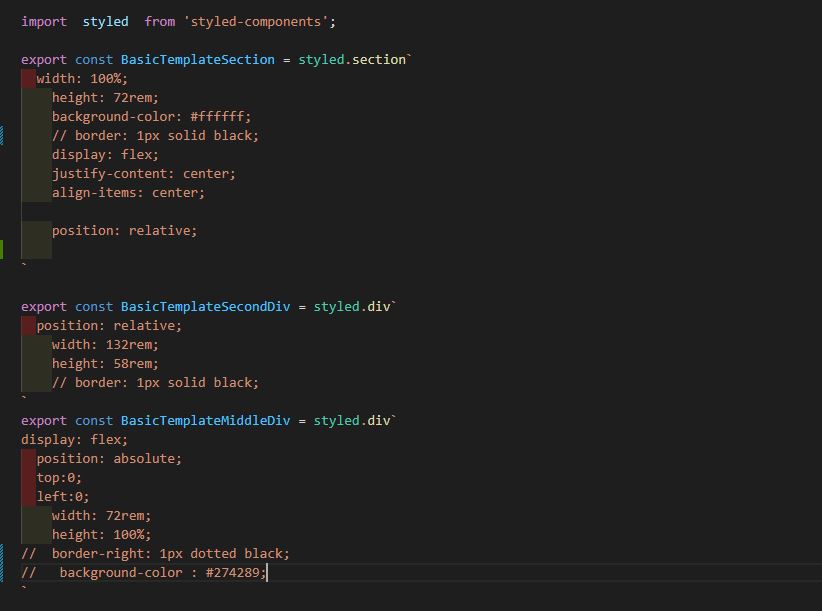 import  styled  from 'styled-components';
export const BasicTemplateSection = styled.section`
width: 100%;
height: 72rem;
background-color: #ffffff;
// border: 1px solid black;
display: flex;
justify-content: center;
align-items: center;
position: relative;
`
export const BasicTemplateSecondDiv = styled.div`
position: relative;
width: 132rem;
height: 58rem;
// border: 1px solid black;
`
export const BasicTemplateMiddleDiv = styled.div`
display: flex;
position: absolute;
top:0;
left:0;
width: 72rem;
height: 100%;
//  border-right: 1px dotted black;
//   background-color : #274289;
`